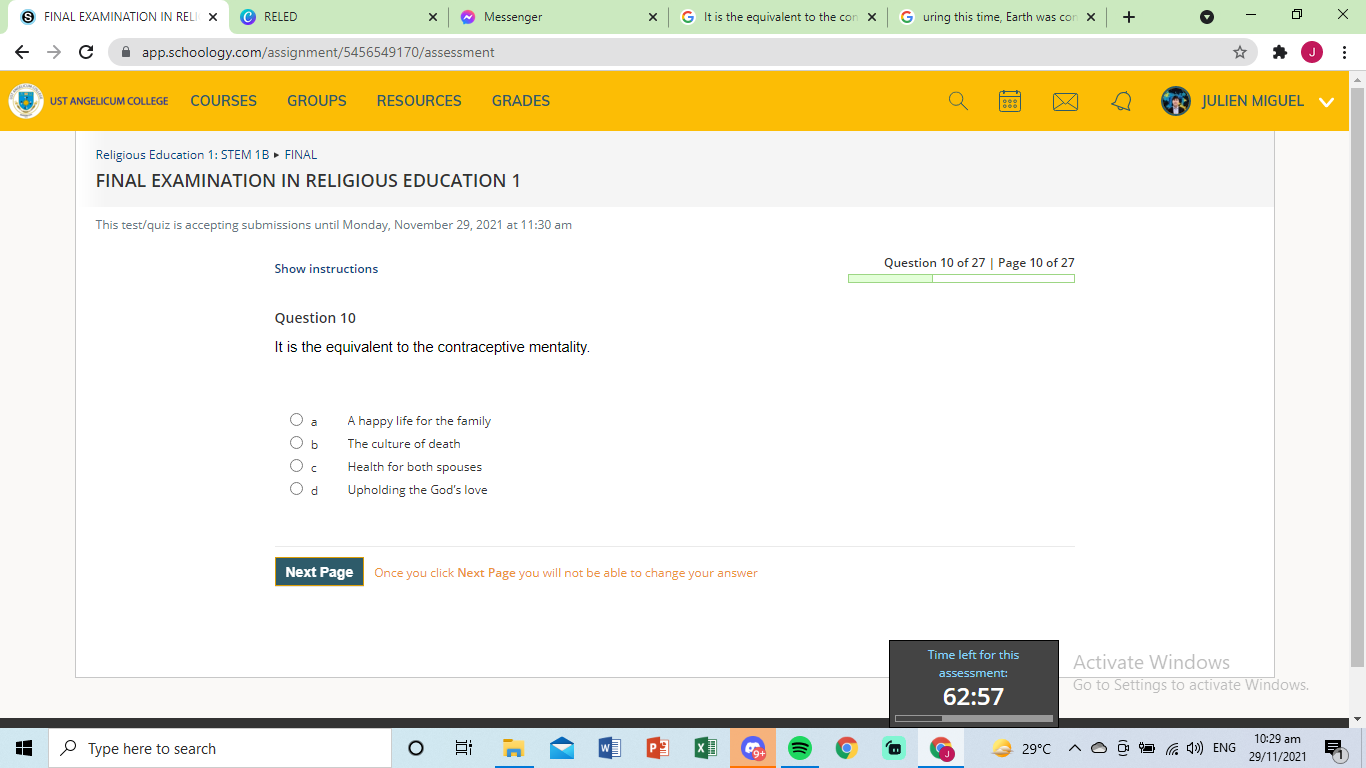 FINAL EXAMINATION IN RELI
RELED
Messenger
It is the equivalent to the con
uring this time, Earth was con
app.schoology.com/assignment/5456549170/assessment
J
UST ANGELICUM COLLEGE
COURSES
GROUPS
RESOURCES
GRADES
JULIEN MIGUEL
Religious Education 1: STEM 1B ▸ FINAL
FINAL EXAMINATION IN RELIGIOUS EDUCATION 1
This test/quiz is accepting submissions until Monday, November 29, 2021 at 11:30 am
Show instructions
Question 10 of 27 | Page 10 of 27
Question 10
It is the equivalent to the contraceptive mentality.
a A happy life for the family
b The culture of death
c Health for both spouses
d Upholding the God's love
Next Page Once you click Next Page you will not be able to change your answer
Time left for this
assessment:
62:57
Activate Windows
Go to Settings to activate Windows.
Type here to search
29°C
ENG
10:29 am
29/11/2021
1